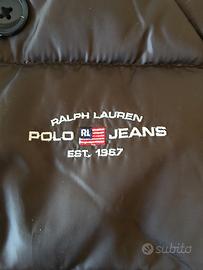 RALPH LAUREN
POLO RL JEANS
EST. 1967
subito